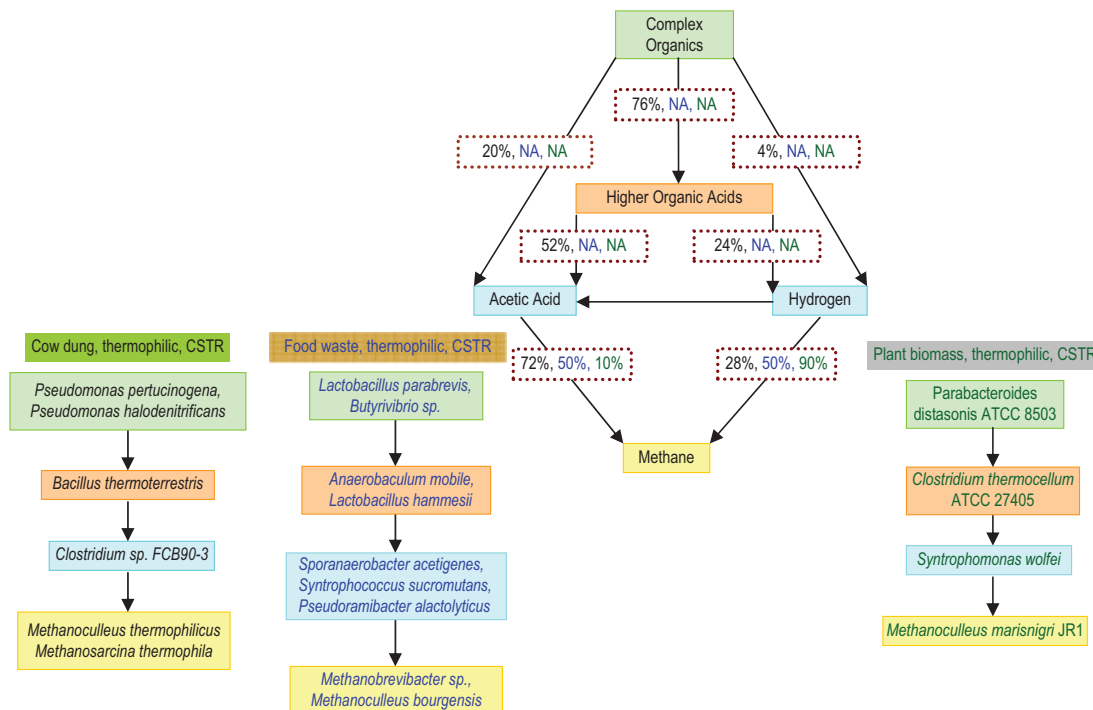 Complex
Organics
76%, NA, NA
20%, NA, NA
4%, NA, NA
Higher Organic Acids
52%, NA, NA
24%, NA, NA
Acetic Acid
Hydrogen
72%, 50%, 10%
28%, 50%, 90%
Methane
Cow dung, thermophilic, CSTR
Pseudomonas pertucinogena,
Pseudomonas halodenitrificans
Bacillus thermoterrestris
Clostridium sp. FCB90-3
Methanoculleus thermophilicus
Methanosarcina thermophila
Food waste, thermophilic, CSTR
Lactobacillus parabrevis,
Butyrivibrio sp.
Anaerobaculum mobile,
Lactobacillus hammesii
Sporanaerobacter acetigenes,
Syntrophococcus sucromutans,
Pseudoramibacter alactolyticus
Methanobrevibacter sp.,
Methanoculleus bourgensis
Plant biomass, thermophilic, CSTR
Parabacteroides
distasonis ATCC 8503
Clostridium thermocellum
ATCC 27405
Syntrophomonas wolfei
Methanoculleus marisnigri JR1